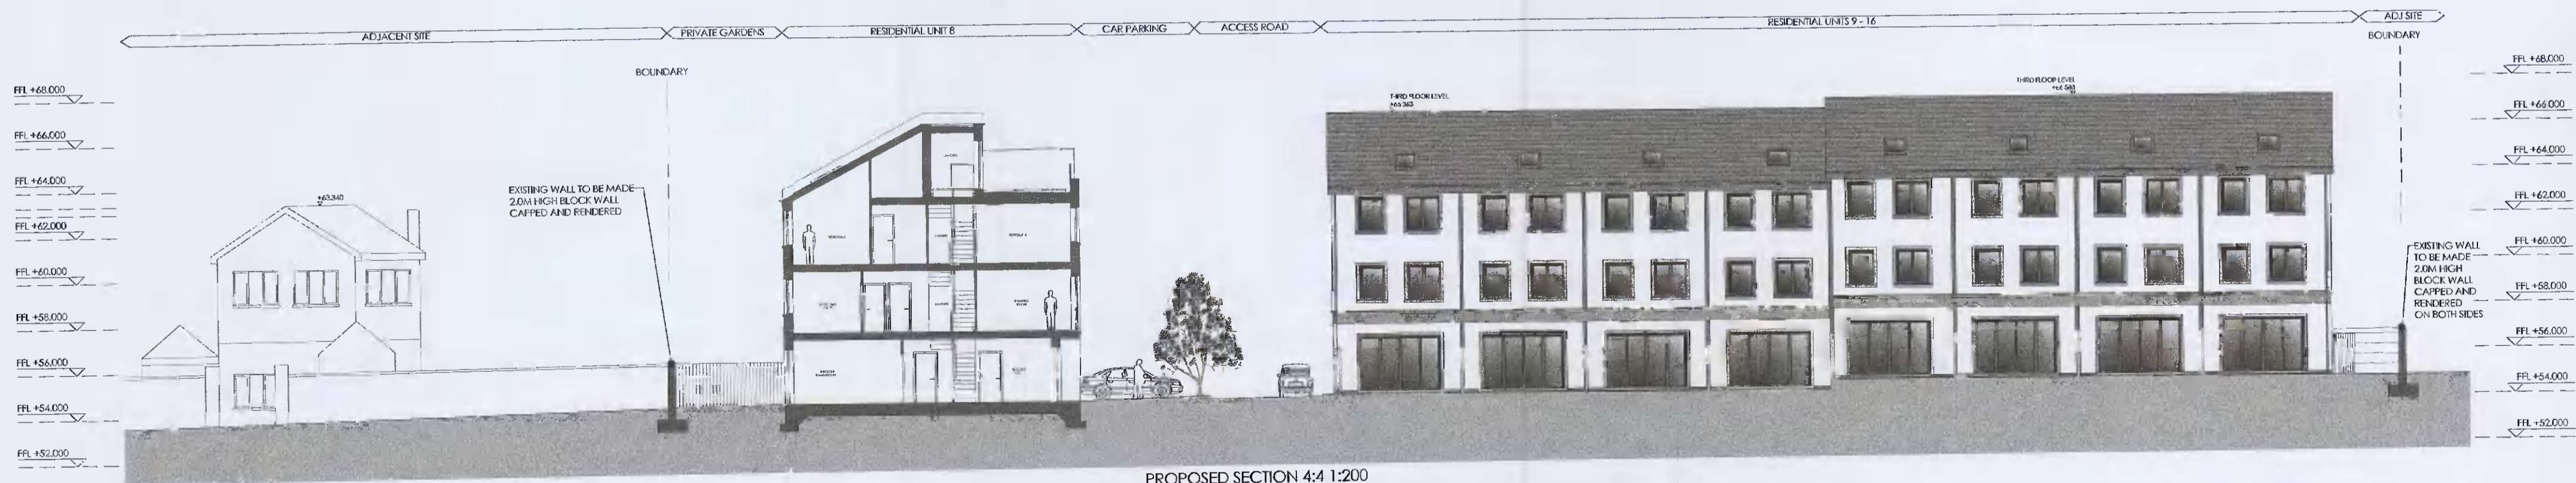 ADJACENT SITE
PRIVATE GARDENS
RESIDENTIAL UNIT 8
CAR PARKING
ACCESS ROAD
RESIDENTIAL UNITS 9 - 16
ADJ SITE
BOUNDARY
BOUNDARY
FFL +68.000
FFL +66.000
FFL +64.000
FFL +62.000
FFL +60.000
FFL +58.000
FFL +56.000
FFL +54.000
FFL +52.000
+63.340
EXISTING WALL TO BE MADE
2.0M HIGH BLOCK WALL
CAPPED AND RENDERED
THIRD FLOOR LEVEL
THIRD FLOOR LEVEL
EXISTING WALL
TO BE MADE
2.0M HIGH
BLOCK WALL
CAPPED AND
RENDERED
ON BOTH SIDES
FFL +68.000
FFL +66.000
FFL +64.000
FFL +62.000
FFL +60.000
FFL +58.000
FFL +56.000
FFL +54.000
FFL +52.000
PROPOSED SECTION 4:4 1:200